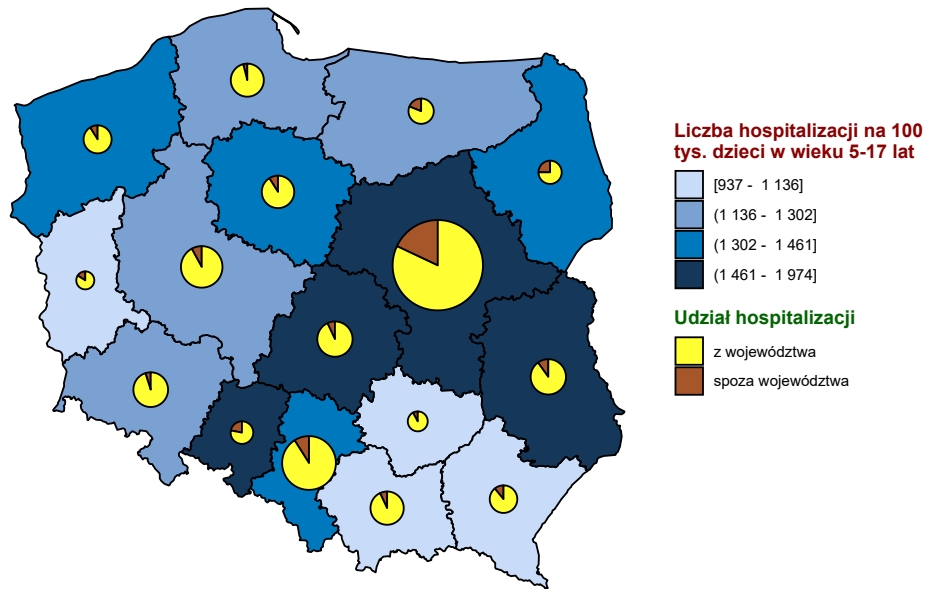 Liczba hospitalizacji na 100
tys. dzieci w wieku 5-17 lat
[937 - 1 136]
(1 136 - 1 302]
(1 302 - 1 461]
(1 461 - 1 974]
Udział hospitalizacji
z województwa
spoza województwa